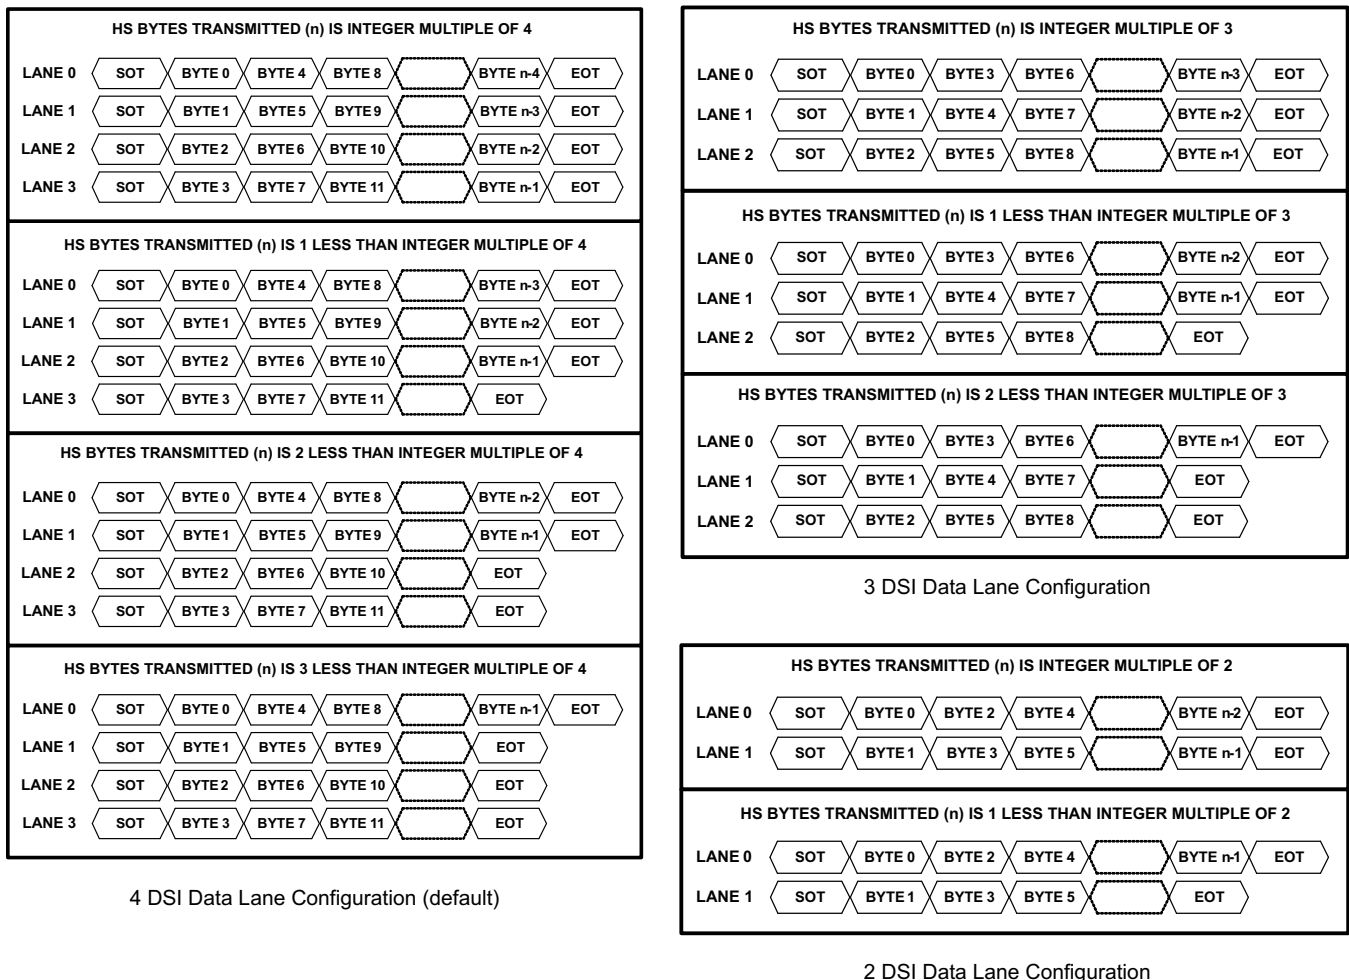 HS BYTES TRANSMITTED (n) IS INTEGER MULTIPLE OF 4
LANE 0 SOT BYTE 0 BYTE 4 BYTE 8 BYTE n-4 EOT
LANE 1 SOT BYTE 1 BYTE 5 BYTE 9 BYTE n-3 EOT
LANE 2 SOT BYTE 2 BYTE 6 BYTE 10 BYTE n-2 EOT
LANE 3 SOT BYTE 3 BYTE 7 BYTE 11 BYTE n-1 EOT
HS BYTES TRANSMITTED (n) IS 1 LESS THAN INTEGER MULTIPLE OF 4
LANE 0 SOT BYTE 0 BYTE 4 BYTE 8 BYTE n-3 EOT
LANE 1 SOT BYTE 1 BYTE 5 BYTE 9 BYTE n-2 EOT
LANE 2 SOT BYTE 2 BYTE 6 BYTE 10 BYTE n-1 EOT
LANE 3 SOT BYTE 3 BYTE 7 BYTE 11 EOT
HS BYTES TRANSMITTED (n) IS 2 LESS THAN INTEGER MULTIPLE OF 4
LANE 0 SOT BYTE 0 BYTE 4 BYTE 8 BYTE n-2 EOT
LANE 1 SOT BYTE 1 BYTE 5 BYTE 9 BYTE n-1 EOT
LANE 2 SOT BYTE 2 BYTE 6 BYTE 10 EOT
LANE 3 SOT BYTE 3 BYTE 7 BYTE 11 EOT
HS BYTES TRANSMITTED (n) IS 3 LESS THAN INTEGER MULTIPLE OF 4
LANE 0 SOT BYTE 0 BYTE 4 BYTE 8 BYTE n-1 EOT
LANE 1 SOT BYTE 1 BYTE 5 BYTE 9 EOT
LANE 2 SOT BYTE 2 BYTE 6 BYTE 10 EOT
LANE 3 SOT BYTE 3 BYTE 7 BYTE 11 EOT
4 DSI Data Lane Configuration (default)
HS BYTES TRANSMITTED (n) IS INTEGER MULTIPLE OF 3
LANE 0 SOT BYTE 0 BYTE 3 BYTE 6 BYTE n-3 EOT
LANE 1 SOT BYTE 1 BYTE 4 BYTE 7 BYTE n-2 EOT
LANE 2 SOT BYTE 2 BYTE 5 BYTE 8 BYTE n-1 EOT
HS BYTES TRANSMITTED (n) IS 1 LESS THAN INTEGER MULTIPLE OF 3
LANE 0 SOT BYTE 0 BYTE 3 BYTE 6 BYTE n-2 EOT
LANE 1 SOT BYTE 1 BYTE 4 BYTE 7 BYTE n-1 EOT
LANE 2 SOT BYTE 2 BYTE 5 BYTE 8 EOT
HS BYTES TRANSMITTED (n) IS 2 LESS THAN INTEGER MULTIPLE OF 3
LANE 0 SOT BYTE 0 BYTE 3 BYTE 6 BYTE n-1 EOT
LANE 1 SOT BYTE 1 BYTE 4 BYTE 7 EOT
LANE 2 SOT BYTE 2 BYTE 5 BYTE 8 EOT
3 DSI Data Lane Configuration
HS BYTES TRANSMITTED (n) IS INTEGER MULTIPLE OF 2
LANE 0 SOT BYTE 0 BYTE 2 BYTE 4 BYTE n-2 EOT
LANE 1 SOT BYTE 1 BYTE 3 BYTE 5 BYTE n-1 EOT
HS BYTES TRANSMITTED (n) IS 1 LESS THAN INTEGER MULTIPLE OF 2
LANE 0 SOT BYTE 0 BYTE 2 BYTE 4 BYTE n-1 EOT
LANE 1 SOT BYTE 1 BYTE 3 BYTE 5 EOT
2 DSI Data Lane Configuration